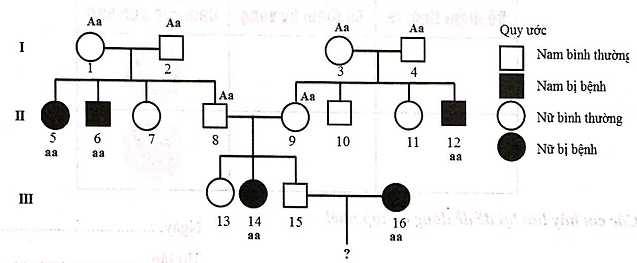 Aa Aa Aa Aa
Quy ước
I
1 2 3 4
Nam bình thường
Nam bị bệnh
Aa Aa
II
Nữ bình thường
5 6 7 8 9 10 11 12
aa aa aa
Nữ bị bệnh
III
13 14 15 16
aa aa
?